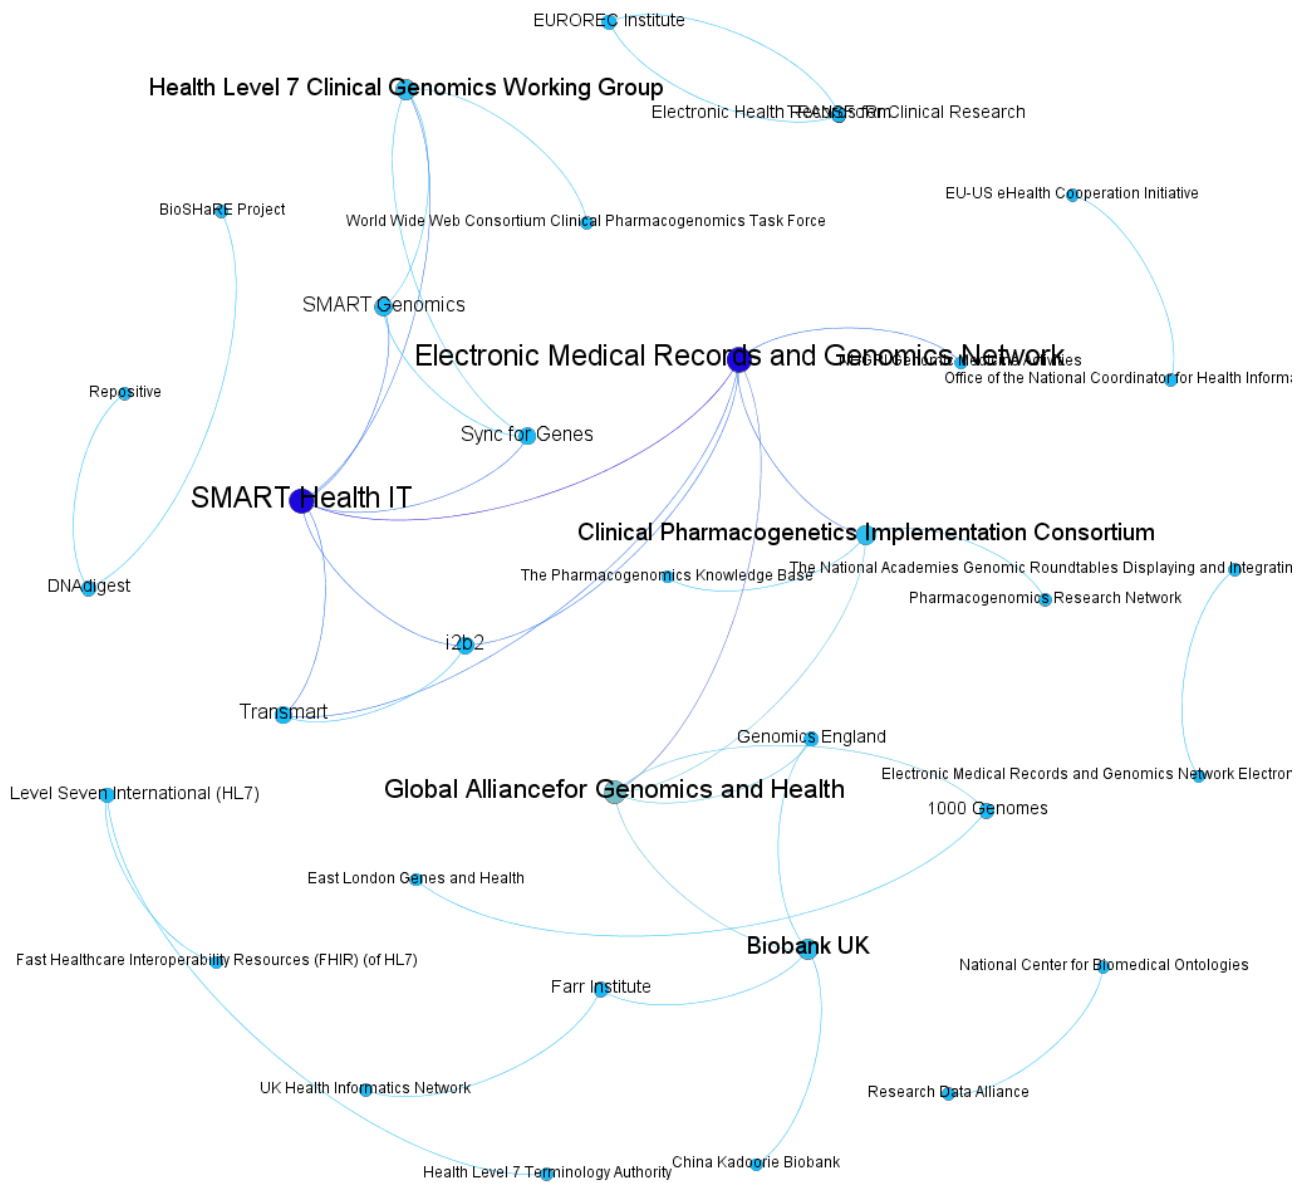 EUROREC Institute
Health Level 7 Clinical Genomics Working Group
Electronic Health Records for Clinical Research
TRANSFoRm
EU-US eHealth Cooperation Initiative
BioSHaRE Project
World Wide Web Consortium Clinical Pharmacogenomics Task Force
SMART Genomics
Electronic Medical Records and Genomics Network
Genomic Medicine Activities
Office of the National Coordinator for Health Informa
Repositive
Sync for Genes
SMART Health IT
Clinical Pharmacogenetics Implementation Consortium
The Pharmacogenomics Knowledge Base
The National Academies Genomic Roundtables Displaying and Integratin
DNAdigest
Pharmacogenomics Research Network
i2b2
Transmart
Genomics England
Electronic Medical Records and Genomics Network Electron
Level Seven International (HL7)
Global Alliancefor Genomics and Health
1000 Genomes
East London Genes and Health
Biobank UK
Fast Healthcare Interoperability Resources (FHIR) (of HL7)
National Center for Biomedical Ontologies
Farr Institute
UK Health Informatics Network
Research Data Alliance
China Kadoorie Biobank
Health Level 7 Terminology Authority